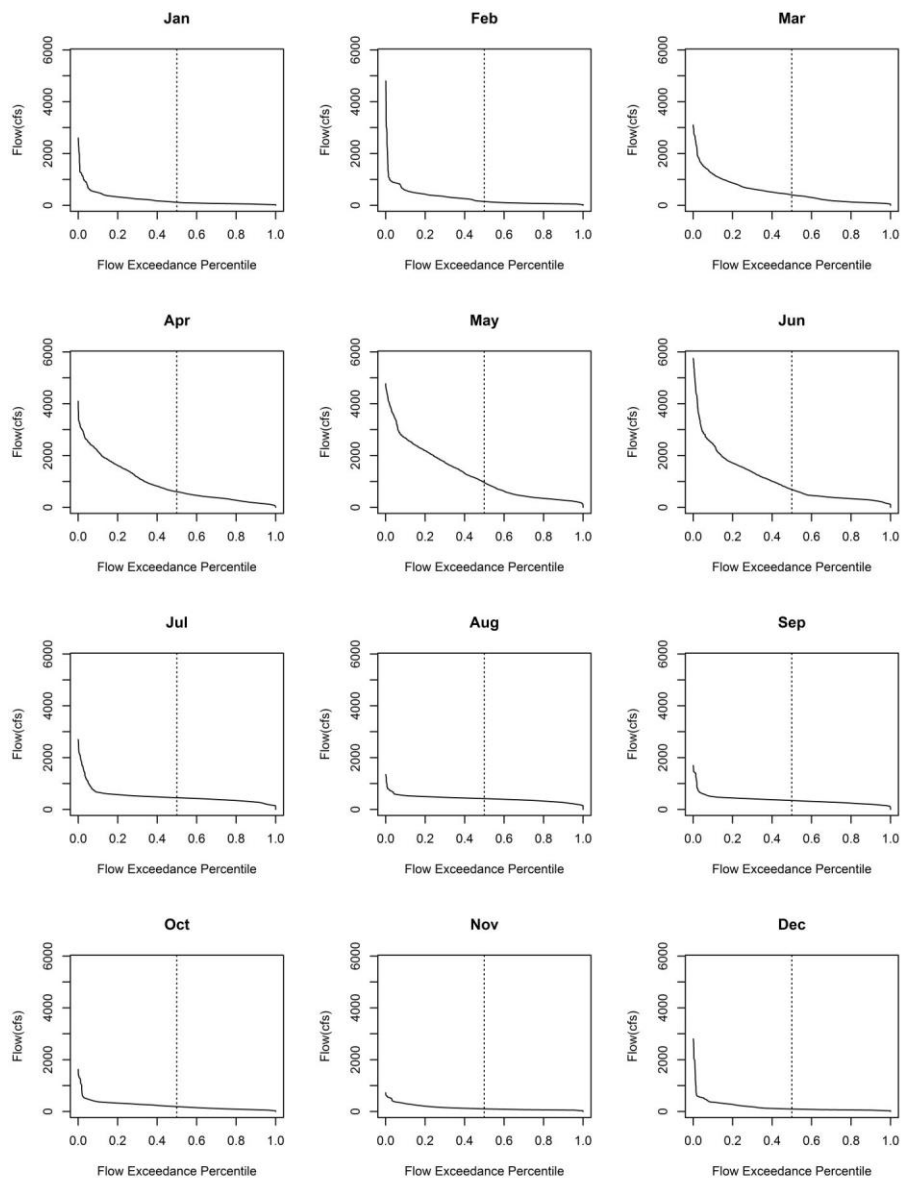 Jan Feb Mar
Flow(cfs) 0 2000 4000 6000 Flow(cfs) 0 2000 4000 6000 Flow(cfs) 0 2000 4000 6000
0.0 0.2 0.4 0.6 0.8 1.0 0.0 0.2 0.4 0.6 0.8 1.0 0.0 0.2 0.4 0.6 0.8 1.0
Flow Exceedance Percentile Flow Exceedance Percentile Flow Exceedance Percentile
Apr May Jun
Flow(cfs) 0 2000 4000 6000 Flow(cfs) 0 2000 4000 6000 Flow(cfs) 0 2000 4000 6000
0.0 0.2 0.4 0.6 0.8 1.0 0.0 0.2 0.4 0.6 0.8 1.0 0.0 0.2 0.4 0.6 0.8 1.0
Flow Exceedance Percentile Flow Exceedance Percentile Flow Exceedance Percentile
Jul Aug Sep
Flow(cfs) 0 2000 4000 6000 Flow(cfs) 0 2000 4000 6000 Flow(cfs) 0 2000 4000 6000
0.0 0.2 0.4 0.6 0.8 1.0 0.0 0.2 0.4 0.6 0.8 1.0 0.0 0.2 0.4 0.6 0.8 1.0
Flow Exceedance Percentile Flow Exceedance Percentile Flow Exceedance Percentile
Oct Nov Dec
Flow(cfs) 0 2000 4000 6000 Flow(cfs) 0 2000 4000 6000 Flow(cfs) 0 2000 4000 6000
0.0 0.2 0.4 0.6 0.8 1.0 0.0 0.2 0.4 0.6 0.8 1.0 0.0 0.2 0.4 0.6 0.8 1.0
Flow Exceedance Percentile Flow Exceedance Percentile Flow Exceedance Percentile